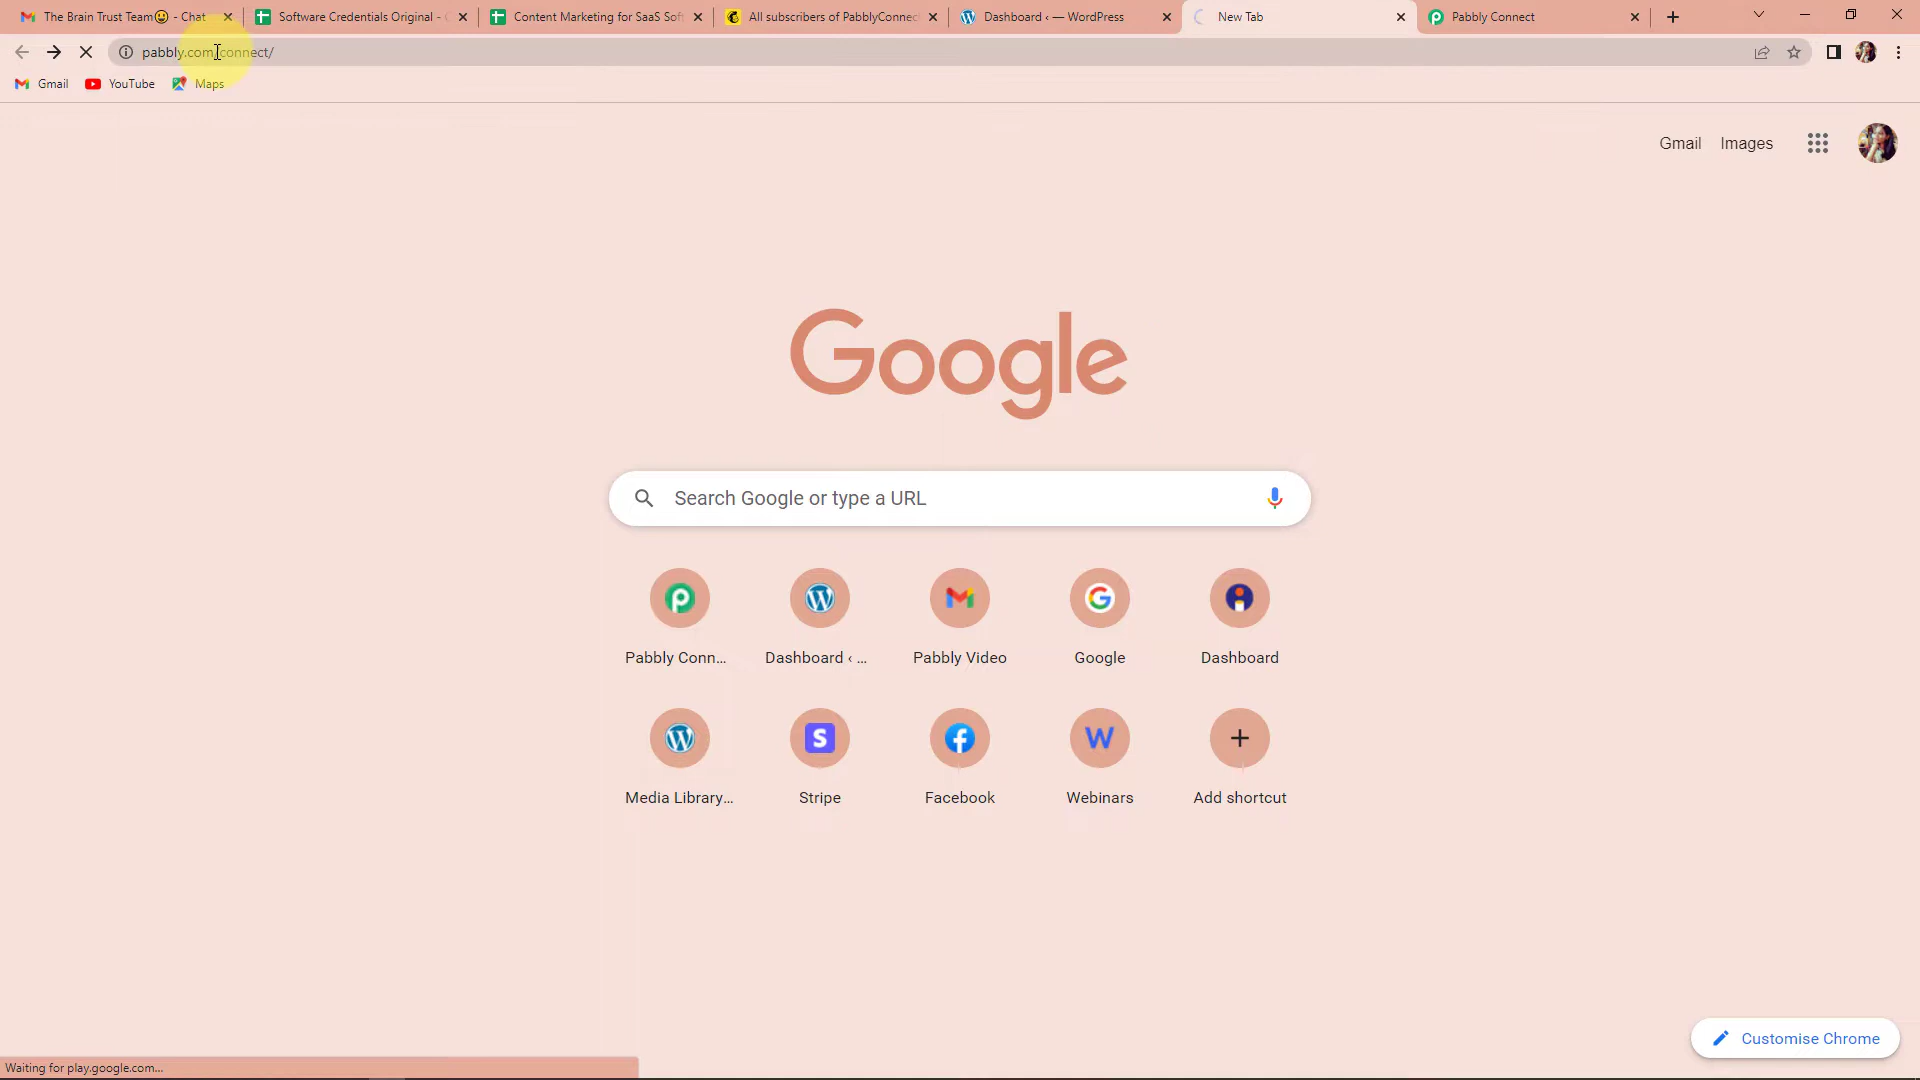 The Brain Trust Team😀 - Chat
Software Credentials Original -
Content Marketing for SaaS Sof
All subscribers of PabblyConnec
Dashboard ‹ — WordPress
New Tab
Pabbly Connect
pabbly.com/connect/
Gmail
YouTube
Maps
Gmail
Images
Google
Search Google or type a URL
Pabbly Conn...
Dashboard ‹ ...
Pabbly Video
Google
Dashboard
Media Library...
Stripe
Facebook
Webinars
Add shortcut
Customise Chrome
Waiting for play.google.com...